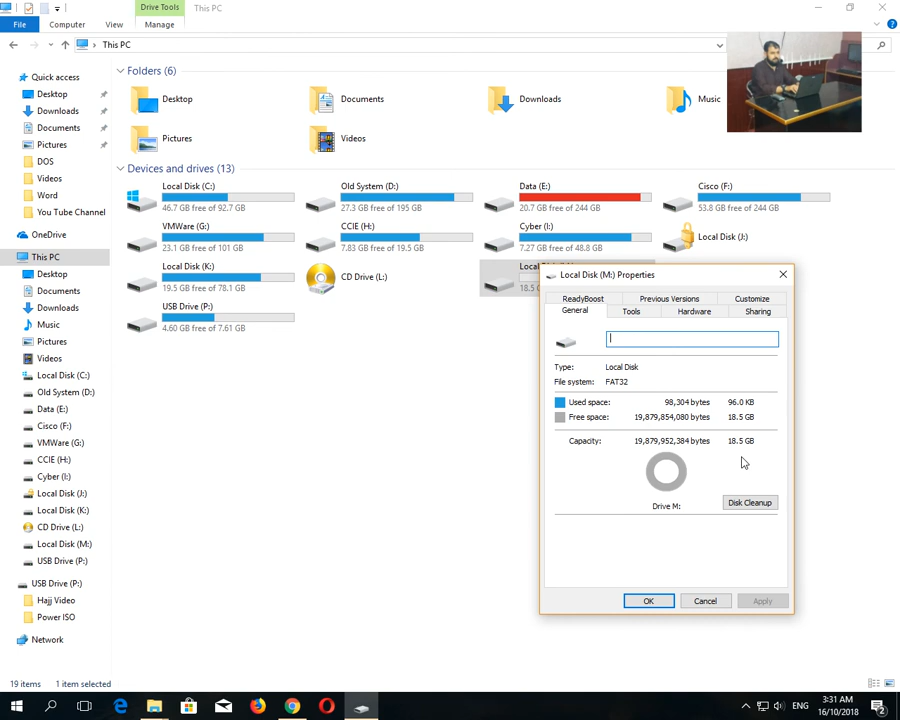 Drive Tools
This PC
File
Computer
View
Manage
This PC
Quick access
Desktop
Downloads
Documents
Pictures
DOS
Videos
Word
You Tube Channel
OneDrive
This PC
Desktop
Documents
Downloads
Music
Pictures
Videos
Local Disk (C:)
Old System (D:)
Data (E:)
Cisco (F:)
VMWare (G:)
CCIE (H:)
Cyber (I:)
Local Disk (J:)
Local Disk (K:)
CD Drive (L:)
Local Disk (M:)
USB Drive (P:)
USB Drive (P:)
Hajj Video
Power ISO
Network
Folders (6)
Desktop
Documents
Downloads
Music
Pictures
Videos
Devices and drives (13)
Local Disk (C:)
46.7 GB free of 92.7 GB
Old System (D:)
27.3 GB free of 195 GB
Data (E:)
20.7 GB free of 244 GB
Cisco (F:)
53.8 GB free of 244 GB
VMWare (G:)
23.1 GB free of 101 GB
CCIE (H:)
7.83 GB free of 19.5 GB
Cyber (I:)
7.27 GB free of 48.8 GB
Local Disk (J:)
Local Disk (K:)
19.5 GB free of 78.1 GB
CD Drive (L:)
Local
18.5
USB Drive (P:)
4.60 GB free of 7.61 GB
Local Disk (M:) Properties
ReadyBoost
Previous Versions
Customize
General
Tools
Hardware
Sharing
Type: Local Disk
File system: FAT32
Used space: 98,304 bytes 96.0 KB
Free space: 19,879,854,080 bytes 18.5 GB
Capacity: 19,879,952,384 bytes 18.5 GB
Drive M:
Disk Cleanup
OK
Cancel
Apply
19 items
1 item selected
ENG
3:31 AM
16/10/2018
2